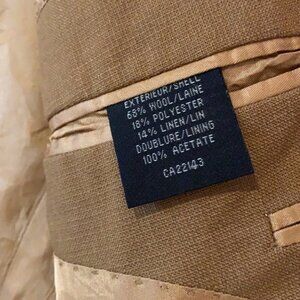 EXTERIEUR/SHELL
68% WOOL/LAINE
18% POLYESTER
14% LINEN/LIN
DOUBLURE/LINING
100% ACETATE
CA22143